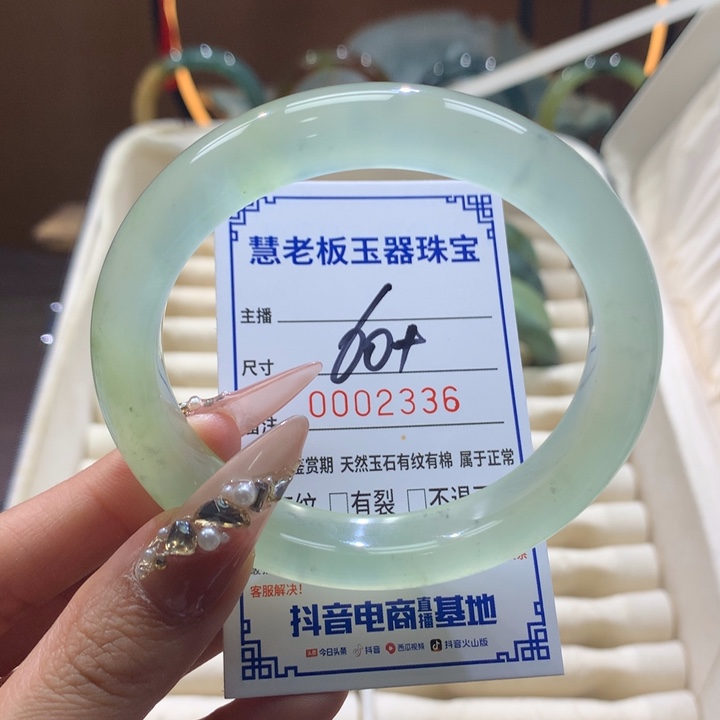 慧老板玉器珠宝
主播
尺寸 60+
0002336
备注
鉴赏期 天然玉石有纹有棉 属于正常
有纹 □有裂 □不退
客服解决！
抖音电商直播基地
头条 今日头条 抖音 西瓜视频 抖音火山版